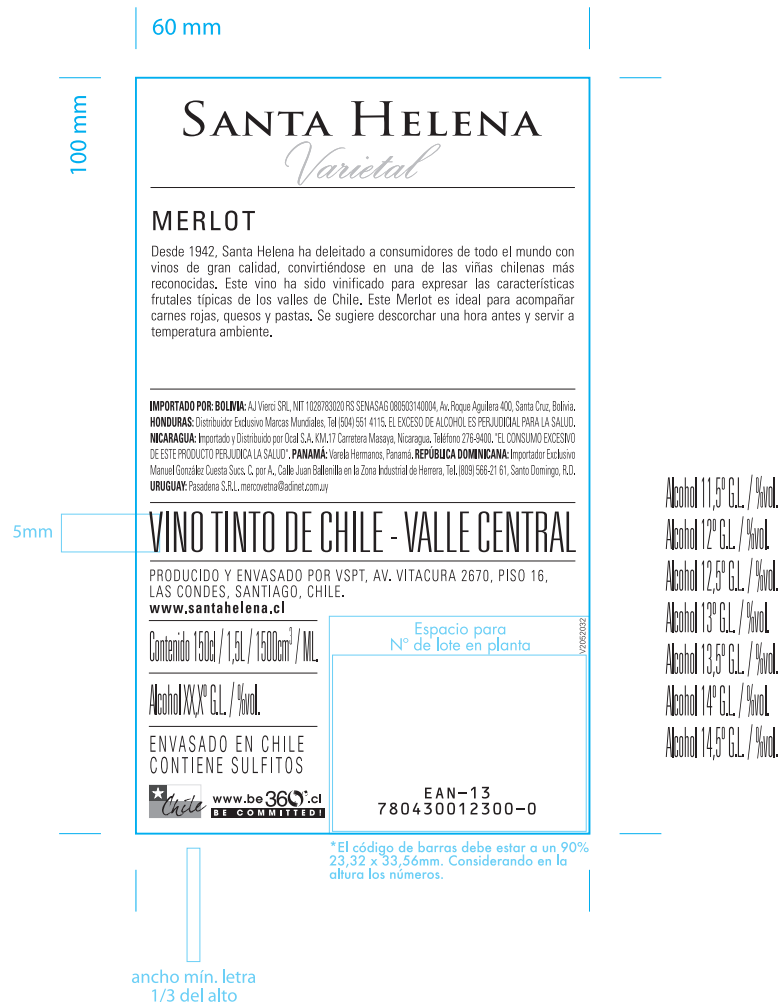 60 mm
100 mm
SANTA HELENA
Varietal
MERLOT
Desde 1942, Santa Helena ha deleitado a consumidores de todo el mundo con
vinos de gran calidad, convirtiéndose en una de las viñas chilenas más
reconocidas. Este vino ha sido vinificado para expresar las características
frutales típicas de los valles de Chile. Este Merlot es ideal para acompañar
carnes rojas, quesos y pastas. Se sugiere descorchar una hora antes y servir a
temperatura ambiente.
IMPORTADO POR: BOLIVIA: AJ Vierci SRL, NIT 1028783020 RS SENASAG 080503140004, Av. Roque Aguilera 400, Santa Cruz, Bolivia.
HONDURAS: Distribuidor Exclusivo Marcas Mundiales, Tel (504) 551 4115. EL EXCESO DE ALCOHOL ES PERJUDICIAL PARA LA SALUD.
NICARAGUA: Importado y Distribuido por Ocal S.A. KM.17 Carretera Masaya, Nicaragua. Teléfono 276-9400. "EL CONSUMO EXCESIVO
DE ESTE PRODUCTO PERJUDICA LA SALUD". PANAMÁ: Varela Hermanos, Panamá. REPÚBLICA DOMINICANA: Importador Exclusivo
Manuel González Cuesta Sucs. C. por A., Calle Juan Ballenilla en la Zona Industrial de Herrera, Tel. (809) 566-21 61, Santo Domingo, R.D.
URUGUAY: Pasadena S.R.L. mercovetna@adinet.com.uy
5mm
VINO TINTO DE CHILE - VALLE CENTRAL
PRODUCIDO Y ENVASADO POR VSPT, AV. VITACURA 2670, PISO 16,
LAS CONDES, SANTIAGO, CHILE.
www.santahelena.cl
Contenido 150cl / 1,5L / 1500cm³ / ML.
Alcohol XX,Xº G.L. / %vol.
ENVASADO EN CHILE
CONTIENE SULFITOS
Chile
www.be360°.cl
BE COMMITTED!
Espacio para
Nº de lote en planta
V2052032
EAN-13
780430012300-0
*El código de barras debe estar a un 90%
23,32 x 33,56mm. Considerando en la
altura los números.
ancho mín. letra
1/3 del alto
Alcohol 11,5º G.L. / %vol.
Alcohol 12º G.L. / %vol.
Alcohol 12,5º G.L. / %vol.
Alcohol 13º G.L. / %vol.
Alcohol 13,5º G.L. / %vol.
Alcohol 14º G.L. / %vol.
Alcohol 14,5º G.L. / %vol.